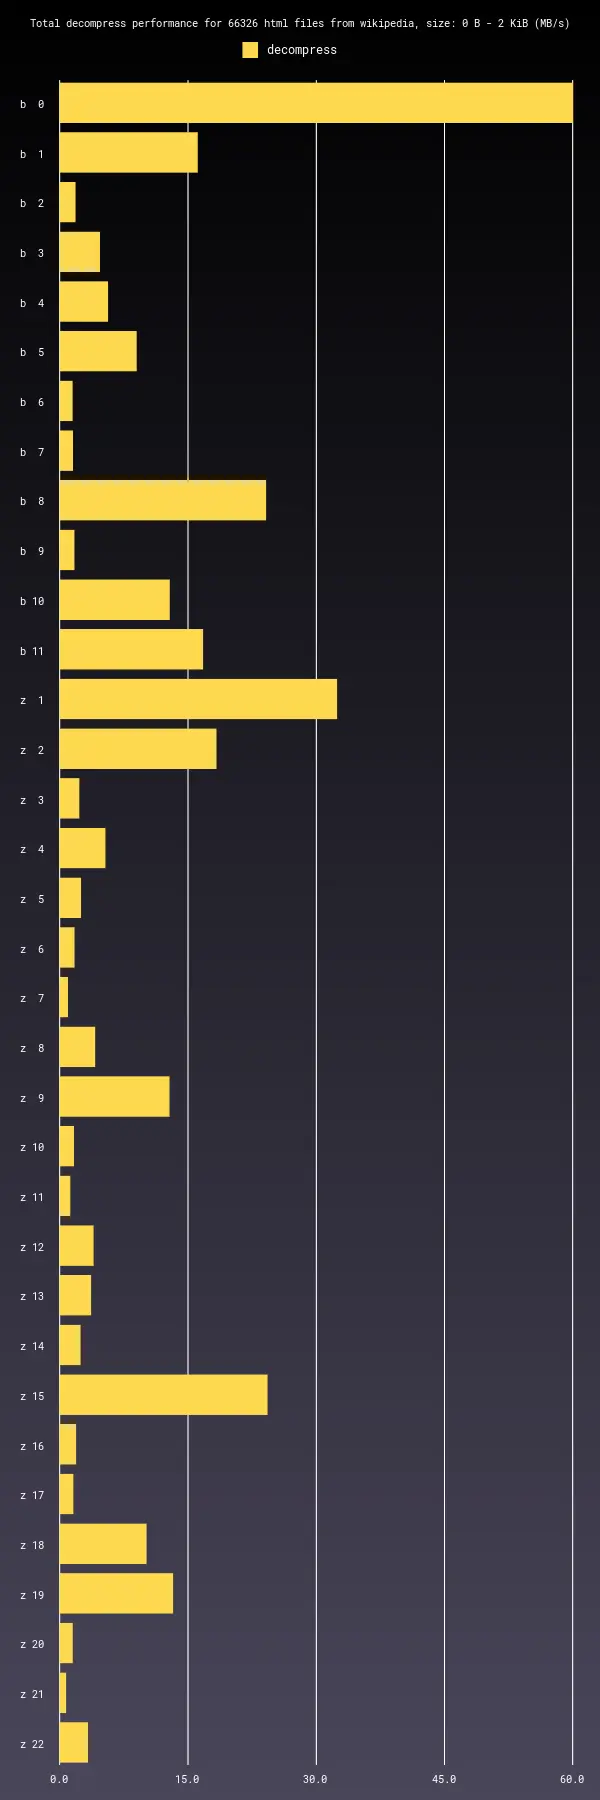 Total decompress performance for 66326 html files from wikipedia, size: 0 B - 2 KiB (MB/s)
decompress
b 0
b 1
b 2
b 3
b 4
b 5
b 6
b 7
b 8
b 9
b 10
b 11
z 1
z 2
z 3
z 4
z 5
z 6
z 7
z 8
z 9
z 10
z 11
z 12
z 13
z 14
z 15
z 16
z 17
z 18
z 19
z 20
z 21
z 22
0.0 15.0 30.0 45.0 60.0